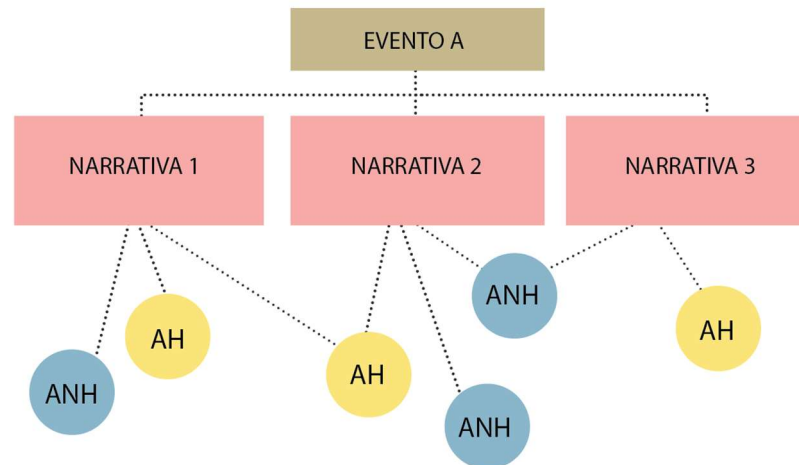 EVENTO A
NARRATIVA 1
NARRATIVA 2
NARRATIVA 3
ANH
AH
AH
ANH
ANH
AH